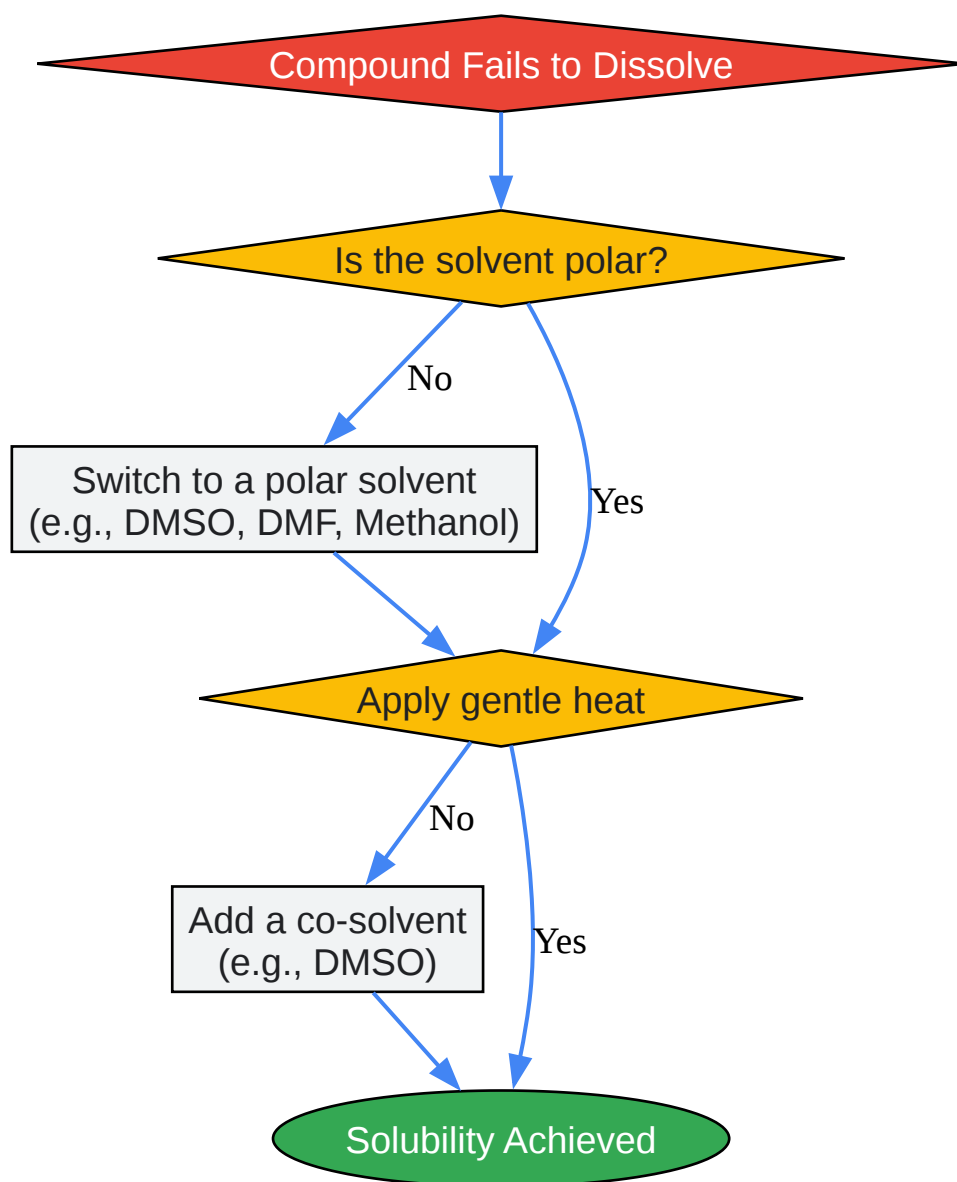 Compound Fails to Dissolve
Is the solvent polar?
No
Switch to a polar solvent
(e.g., DMSO, DMF, Methanol)
Yes
Apply gentle heat
No
Add a co-solvent
(e.g., DMSO)
Yes
Solubility Achieved